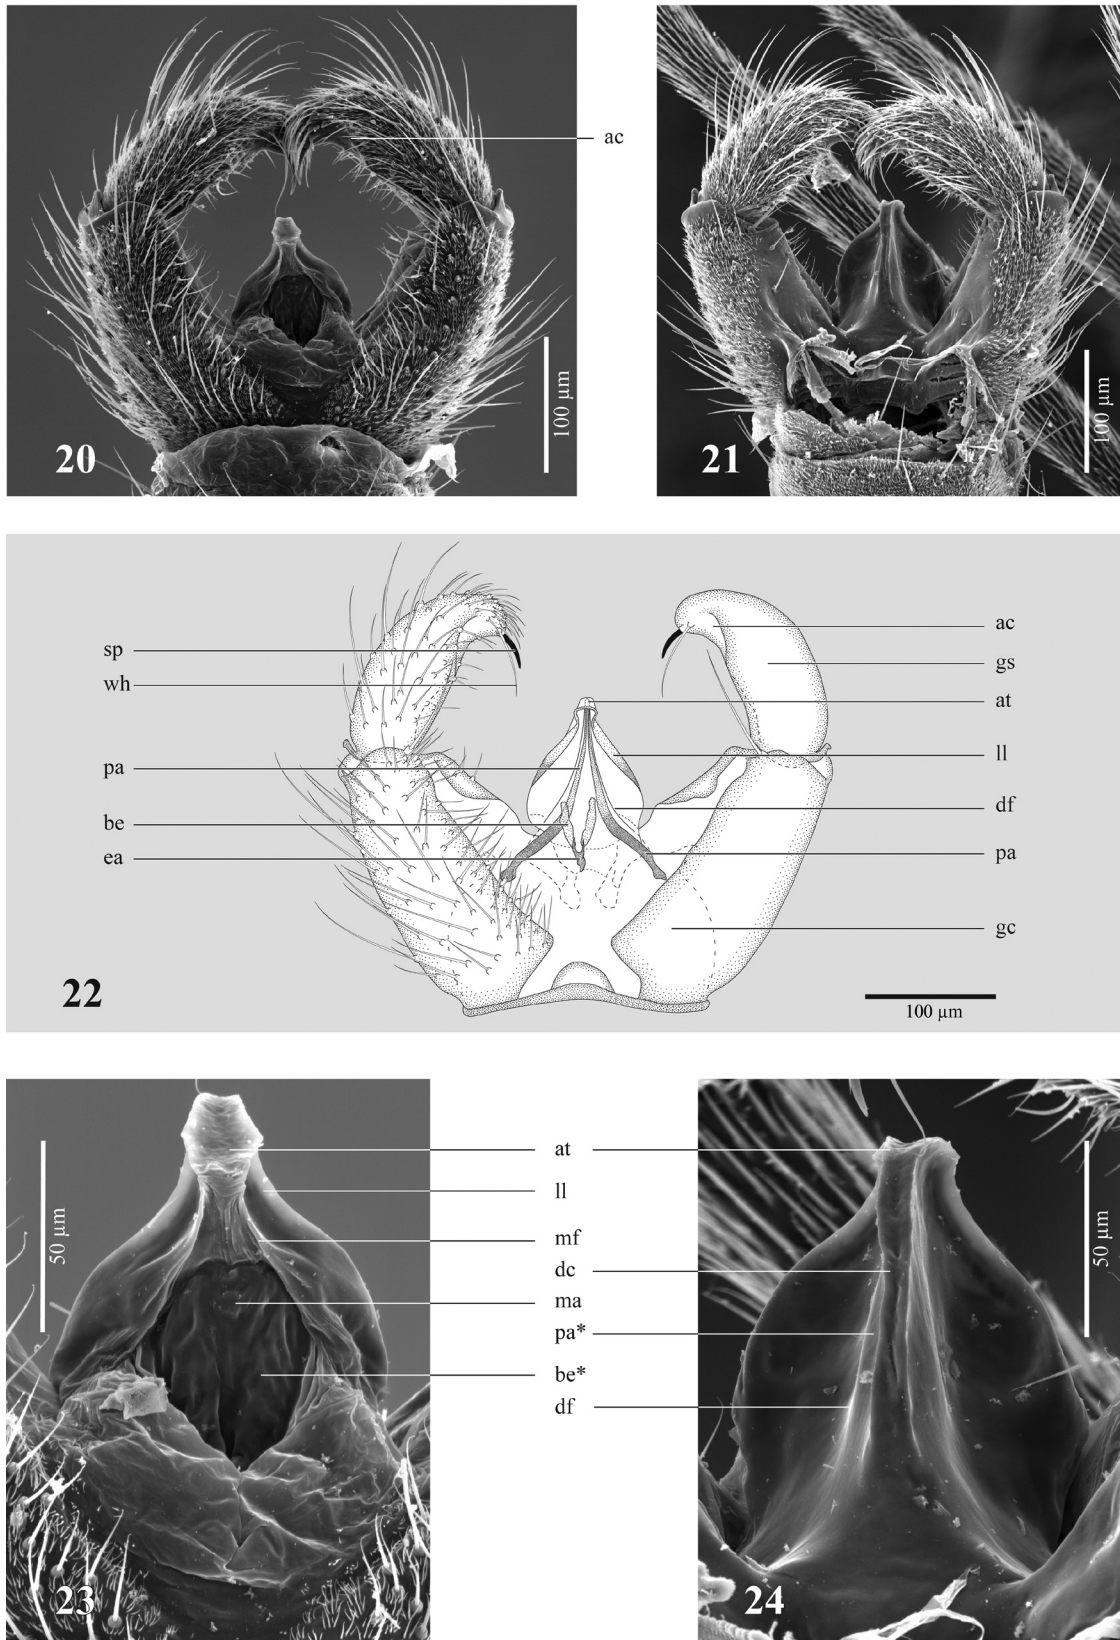 ac
100 µm
20
100 µm
21
sp
wh
pa
be
ea
ac
gs
at
ll
df
pa
gc
22
100 µm
50 µm
at
ll
mf
dc
ma
pa*
be*
df
50 µm
23
24